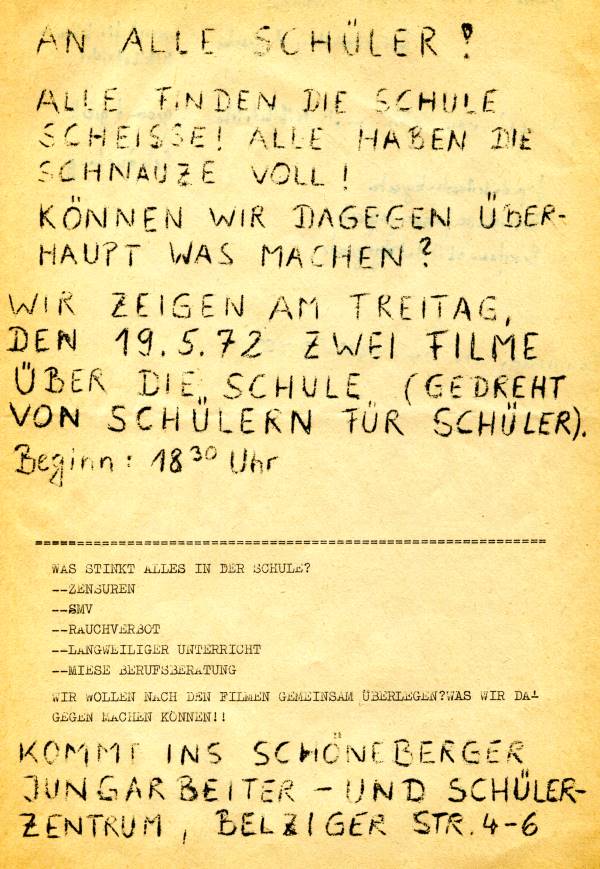 AN ALLE SCHÜLER!
ALLE FINDEN DIE SCHULE
SCHEISSE! ALLE HABEN DIE
SCHNAUZE VOLL!
KÖNNEN WIR DAGEGEN ÜBER-
HAUPT WAS MACHEN?
WIR ZEIGEN AM FREITAG,
DEN 19.5.72 ZWEI FILME
ÜBER DIE SCHULE (GEDREHT
VON SCHÜLERN FÜR SCHÜLER).
Beginn: 18 30 Uhr
==============================================================
WAS STINKT ALLES IN DER SCHULE?
--ZENSUREN
--SMV
--RAUCHVERBOT
--LANGWEILIGER UNTERRICHT
--MIESE BERUFSBERATUNG
WIR WOLLEN NACH DEN FILMEN GEMEINSAM ÜBERLEGEN?WAS WIR DA-
GEGEN MACHEN KÖNNEN!!
KOMMT INS SCHÖNEBERGER
JUNGARBEITER- UND SCHÜLER-
ZENTRUM, BELZIGER STR. 4-6